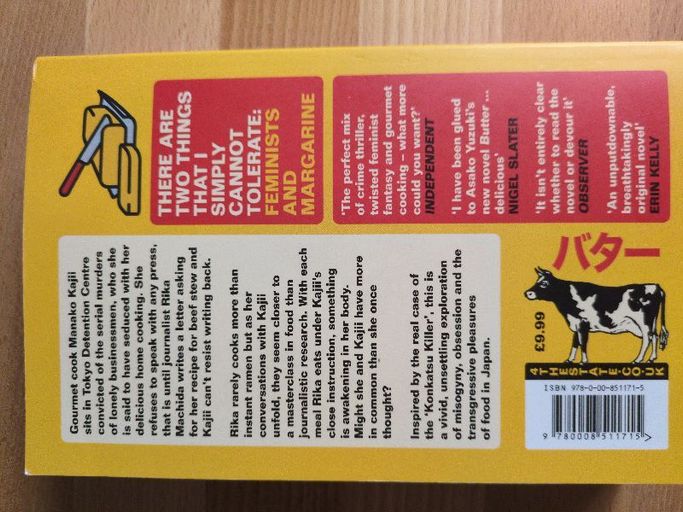 THERE ARE
TWO THINGS
THAT I
SIMPLY
CANNOT
TOLERATE:
FEMINISTS
AND
MARGARINE
'The perfect mix
of crime thriller,
twisted feminist
fantasy and gourmet
cooking – what more
could you want?'
INDEPENDENT
'I have been glued
to Asako Yuzuki's
new novel Butter ...
delicious'
NIGEL SLATER
'It isn't entirely clear
whether to read the
novel or devour it'
OBSERVER
'An unputdownable,
breathtakingly
original novel'
ERIN KELLY
Gourmet cook Manako Kajii
sits in Tokyo Detention Centre
convicted of the serial murders
of lonely businessmen, who she
is said to have seduced with her
delicious home cooking. She
refuses to speak with any press,
that is until journalist Rika
Machida writes a letter asking
for her recipe for beef stew and
Kajii can't resist writing back.
Rika rarely cooks more than
instant ramen but as her
conversations with Kajii
unfold, they seem closer to
a masterclass in food than
journalistic research. With each
meal Rika eats under Kajii's
close instruction, something
is awakening in her body.
Might she and Kajii have more
in common than she once
thought?
Inspired by the real case of
the 'Konkatsu Killer', this is
a vivid, unsettling exploration
of misogyny, obsession and the
transgressive pleasures
of food in Japan.
バター
£9.99
4THESTATE·CO·UK
ISBN 978-0-00-851171-5
9 780008 511715 >